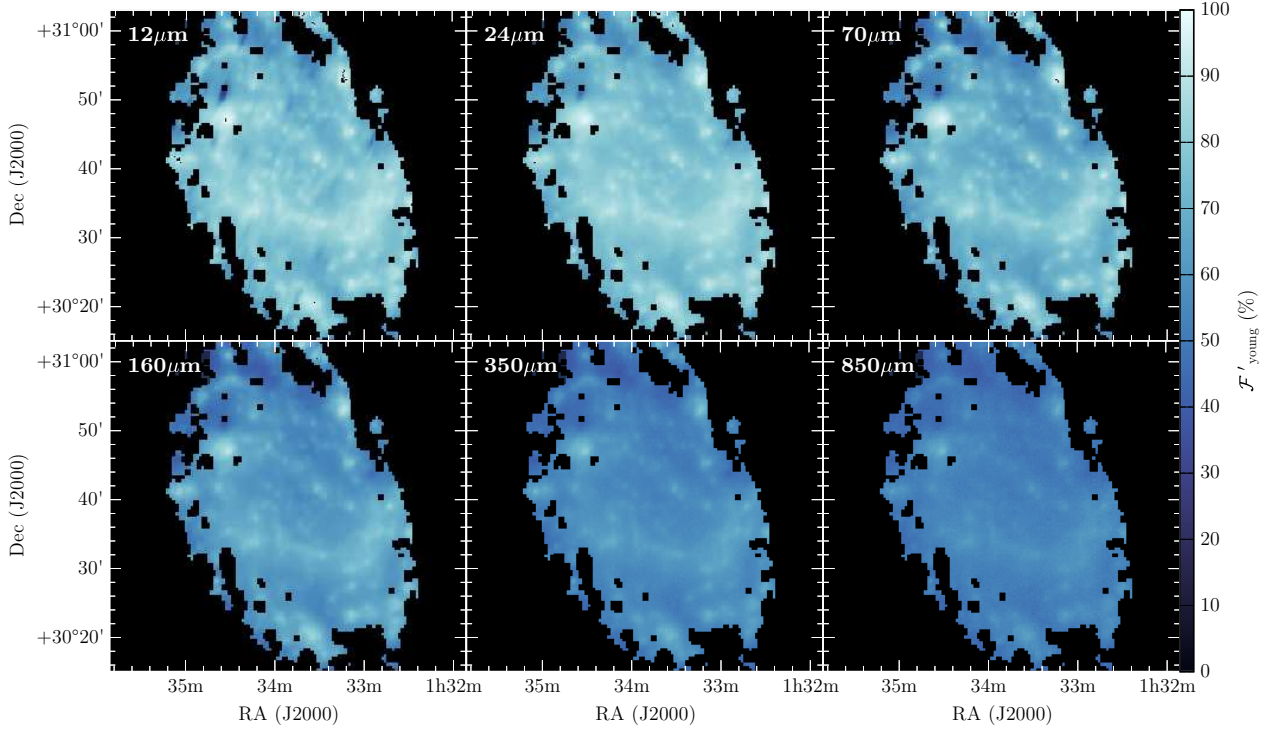 12μm
24μm
70μm
+31°00'
50'
40'
30'
+30°20'
Dec (J2000)
160μm
350μm
850μm
+31°00'
50'
40'
30'
+30°20'
Dec (J2000)
35m 34m 33m 1h32m
35m 34m 33m 1h32m
35m 34m 33m 1h32m
RA (J2000)
RA (J2000)
RA (J2000)
100
90
80
70
60
50
40
30
20
10
0
ℱ′young (%)